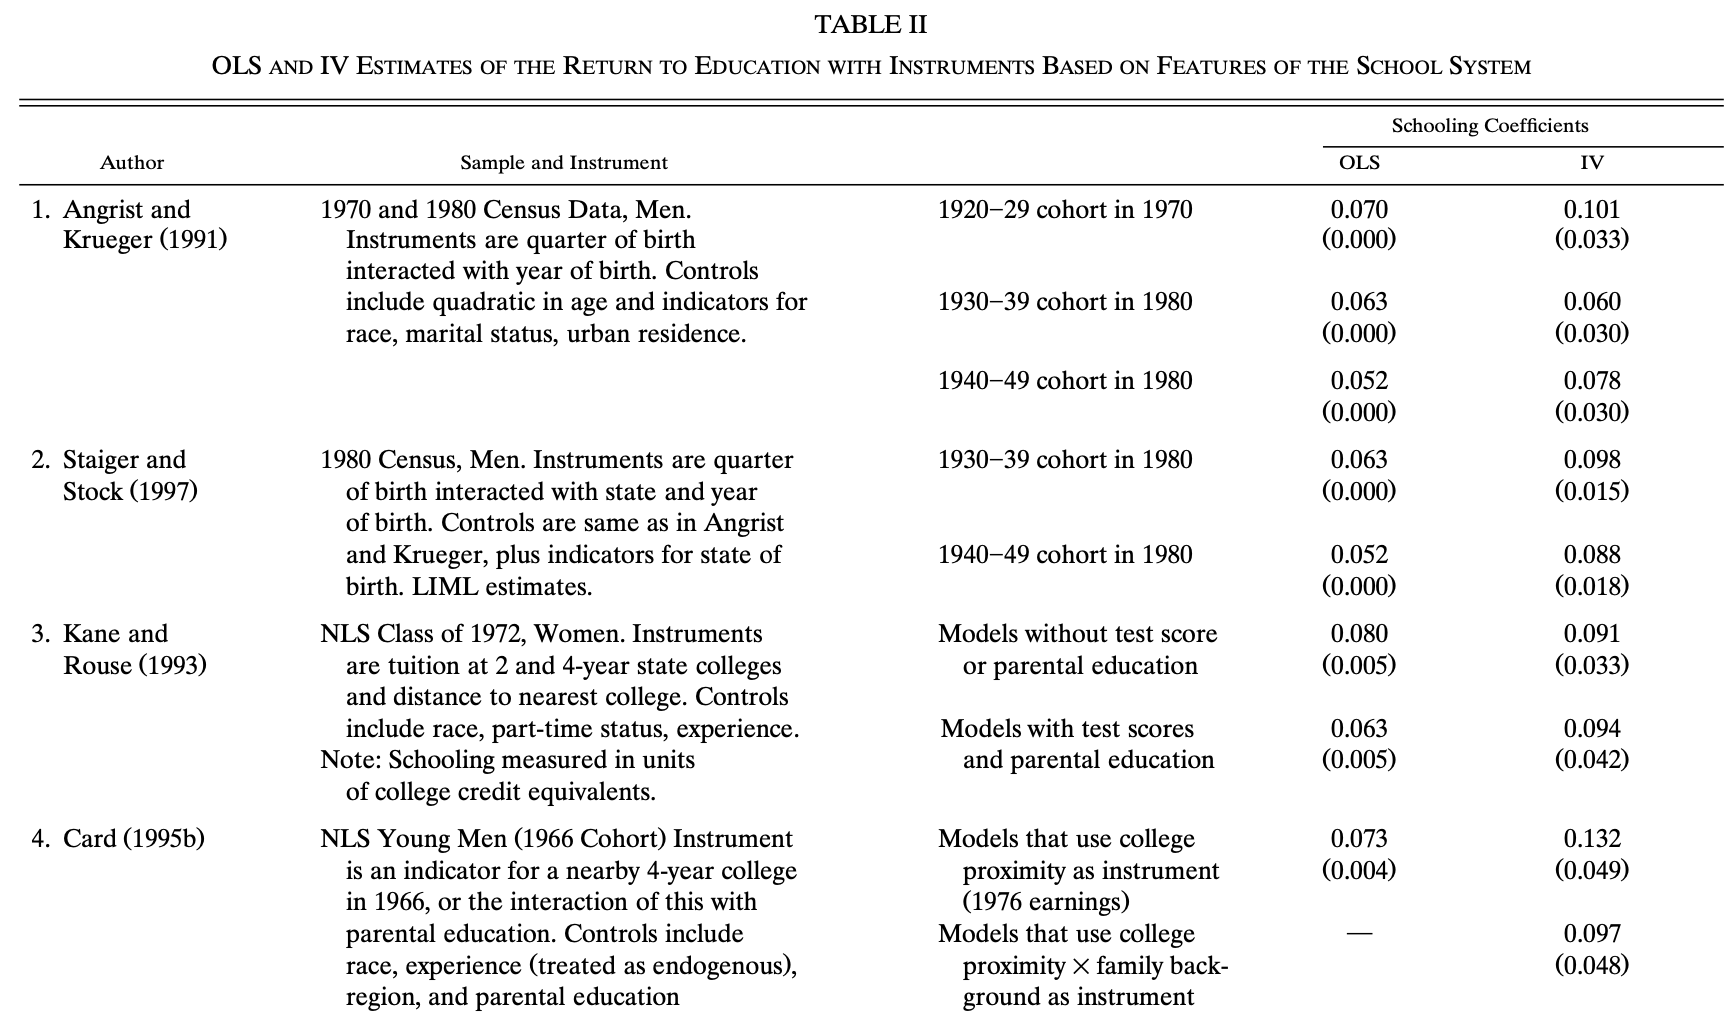 TABLE II
OLS AND IV ESTIMATES OF THE RETURN TO EDUCATION WITH INSTRUMENTS BASED ON FEATURES OF THE SCHOOL SYSTEM
Schooling Coefficients
Author Sample and Instrument OLS IV
1. Angrist and 1970 and 1980 Census Data, Men. 1920–29 cohort in 1970 0.070 0.101
Krueger (1991) Instruments are quarter of birth (0.000) (0.033)
interacted with year of birth. Controls
include quadratic in age and indicators for 1930–39 cohort in 1980 0.063 0.060
race, marital status, urban residence. (0.000) (0.030)
1940–49 cohort in 1980 0.052 0.078
(0.000) (0.030)
2. Staiger and 1980 Census, Men. Instruments are quarter 1930–39 cohort in 1980 0.063 0.098
Stock (1997) of birth interacted with state and year (0.000) (0.015)
of birth. Controls are same as in Angrist
and Krueger, plus indicators for state of 1940–49 cohort in 1980 0.052 0.088
birth. LIML estimates. (0.000) (0.018)
3. Kane and NLS Class of 1972, Women. Instruments Models without test score 0.080 0.091
Rouse (1993) are tuition at 2 and 4-year state colleges or parental education (0.005) (0.033)
and distance to nearest college. Controls
include race, part-time status, experience. Models with test scores 0.063 0.094
Note: Schooling measured in units and parental education (0.005) (0.042)
of college credit equivalents.
4. Card (1995b) NLS Young Men (1966 Cohort) Instrument Models that use college 0.073 0.132
is an indicator for a nearby 4-year college proximity as instrument (0.004) (0.049)
in 1966, or the interaction of this with (1976 earnings)
parental education. Controls include Models that use college — 0.097
race, experience (treated as endogenous), proximity × family back- (0.048)
region, and parental education ground as instrument